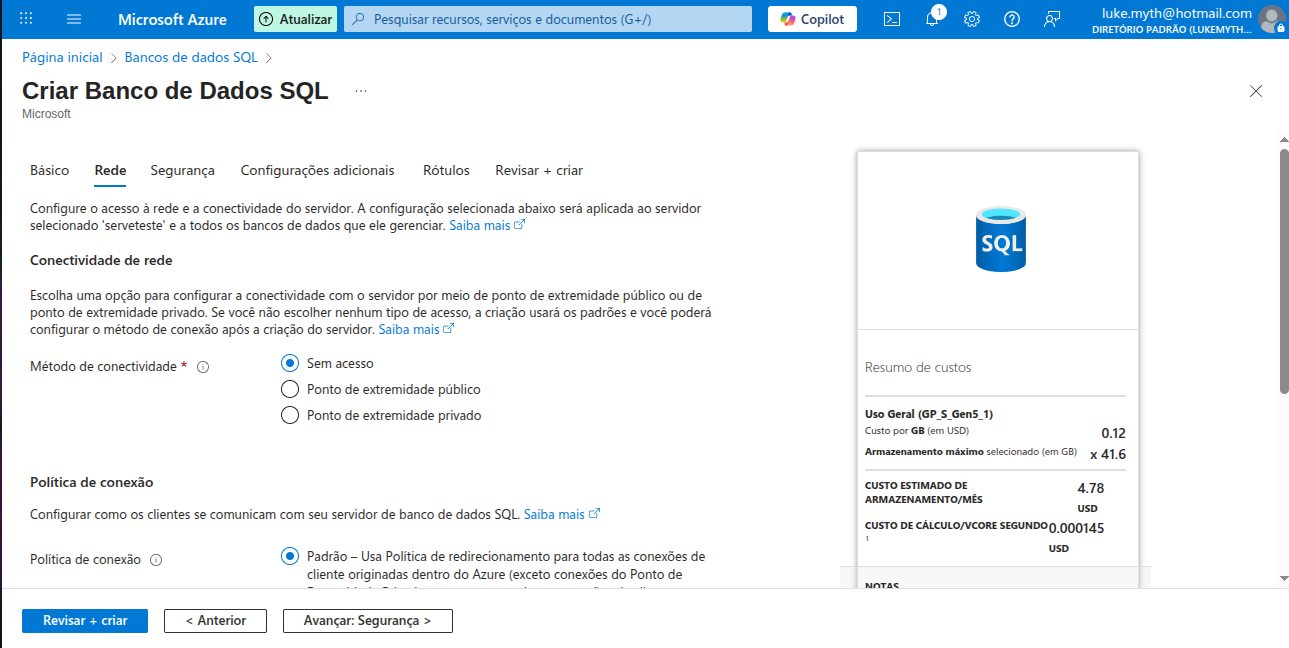 Microsoft Azure
Atualizar
Pesquisar recursos, serviços e documentos (G+/)
Copilot
1
luke.myth@hotmail.com
DIRETÓRIO PADRÃO (LUKEMYTH...
Página inicial > Bancos de dados SQL >
Criar Banco de Dados SQL ...
Microsoft
Básico Rede Segurança Configurações adicionais Rótulos Revisar + criar
Configure o acesso à rede e a conectividade do servidor. A configuração selecionada abaixo será aplicada ao servidor
selecionado 'serveteste' e a todos os bancos de dados que ele gerenciar. Saiba mais
Conectividade de rede
Escolha uma opção para configurar a conectividade com o servidor por meio de ponto de extremidade público ou de
ponto de extremidade privado. Se você não escolher nenhum tipo de acesso, a criação usará os padrões e você poderá
configurar o método de conexão após a criação do servidor. Saiba mais
Método de conectividade *
Sem acesso
Ponto de extremidade público
Ponto de extremidade privado
Política de conexão
Configurar como os clientes se comunicam com seu servidor de banco de dados SQL. Saiba mais
Política de conexão
Padrão – Usa Política de redirecionamento para todas as conexões de
cliente originadas dentro do Azure (exceto conexões do Ponto de
SQL
Resumo de custos
Uso Geral (GP_S_Gen5_1)
Custo por GB (em USD) 0.12
Armazenamento máximo selecionado (em GB) x 41.6
CUSTO ESTIMADO DE
ARMAZENAMENTO/MÊS
4.78
USD
CUSTO DE CÁLCULO/VCORE SEGUNDO
1
0.000145
USD
NOTAS
Revisar + criar
< Anterior
Avançar: Segurança >